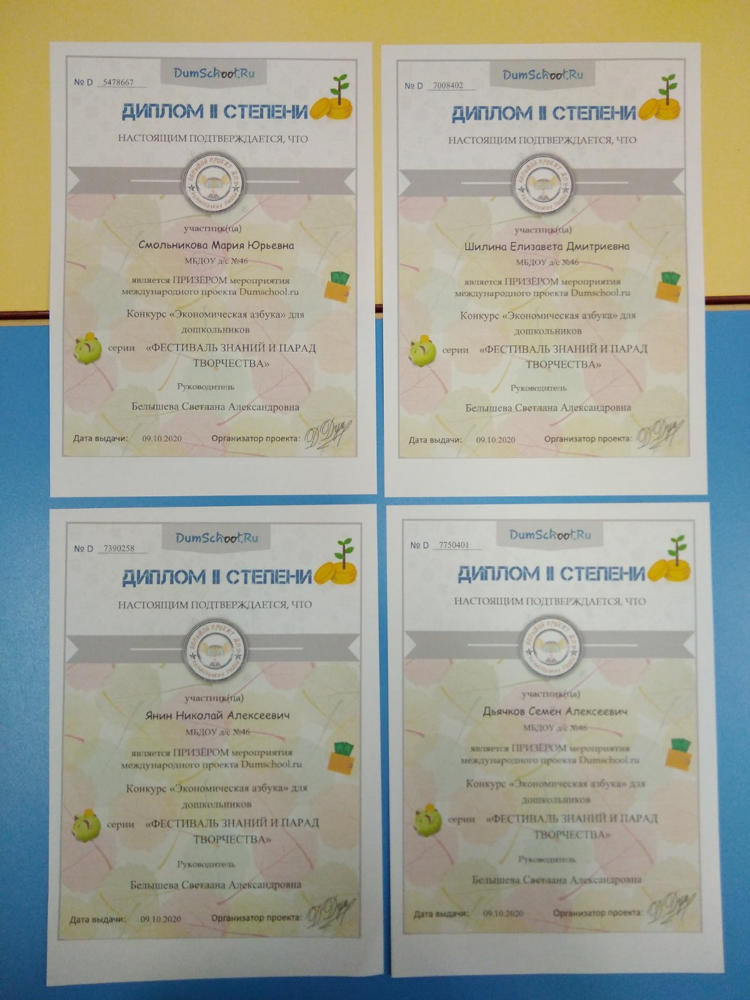 DumSchool.Ru
№ D 5478667
ДИПЛОМ II СТЕПЕНИ
НАСТОЯЩИМ ПОДТВЕРЖДАЕТСЯ, ЧТО
БОЛЬШОЙ ПРОЕКТ ДЛЯ
НЕМАЛЕНЬКИХ ЛЮДЕЙ
участник(ца)
Смольникова Мария Юрьевна
МБДОУ д/с №46
является ПРИЗЁРОМ мероприятия
международного проекта Dumschool.ru
Конкурс «Экономическая азбука» для
дошкольников
серии «ФЕСТИВАЛЬ ЗНАНИЙ И ПАРАД
ТВОРЧЕСТВА»
Руководитель
Белышева Светлана Александровна
Дата выдачи: 09.10.2020 Организатор проекта: Д.Дум
DumSchool.Ru
№ D 7008402
ДИПЛОМ II СТЕПЕНИ
НАСТОЯЩИМ ПОДТВЕРЖДАЕТСЯ, ЧТО
БОЛЬШОЙ ПРОЕКТ ДЛЯ
НЕМАЛЕНЬКИХ ЛЮДЕЙ
участник(ца)
Шилина Елизавета Дмитриевна
МБДОУ д/с №46
является ПРИЗЁРОМ мероприятия
международного проекта Dumschool.ru
Конкурс «Экономическая азбука» для
дошкольников
серии «ФЕСТИВАЛЬ ЗНАНИЙ И ПАРАД
ТВОРЧЕСТВА»
Руководитель
Белышева Светлана Александровна
Дата выдачи: 09.10.2020 Организатор проекта: Д.Дум
DumSchool.Ru
№ D 7390258
ДИПЛОМ II СТЕПЕНИ
НАСТОЯЩИМ ПОДТВЕРЖДАЕТСЯ, ЧТО
БОЛЬШОЙ ПРОЕКТ ДЛЯ
НЕМАЛЕНЬКИХ ЛЮДЕЙ
участник(ца)
Янин Николай Алексеевич
МБДОУ д/с №46
является ПРИЗЁРОМ мероприятия
международного проекта Dumschool.ru
Конкурс «Экономическая азбука» для
дошкольников
серии «ФЕСТИВАЛЬ ЗНАНИЙ И ПАРАД
ТВОРЧЕСТВА»
Руководитель
Белышева Светлана Александровна
Дата выдачи: 09.10.2020 Организатор проекта: Д.Дум
DumSchool.Ru
№ D 7750401
ДИПЛОМ II СТЕПЕНИ
НАСТОЯЩИМ ПОДТВЕРЖДАЕТСЯ, ЧТО
БОЛЬШОЙ ПРОЕКТ ДЛЯ
НЕМАЛЕНЬКИХ ЛЮДЕЙ
участник(ца)
Дьячков Семён Алексеевич
МБДОУ д/с №46
является ПРИЗЁРОМ мероприятия
международного проекта Dumschool.ru
Конкурс «Экономическая азбука» для
дошкольников
серии «ФЕСТИВАЛЬ ЗНАНИЙ И ПАРАД
ТВОРЧЕСТВА»
Руководитель
Белышева Светлана Александровна
Дата выдачи: 09.10.2020 Организатор проекта: Д.Дум